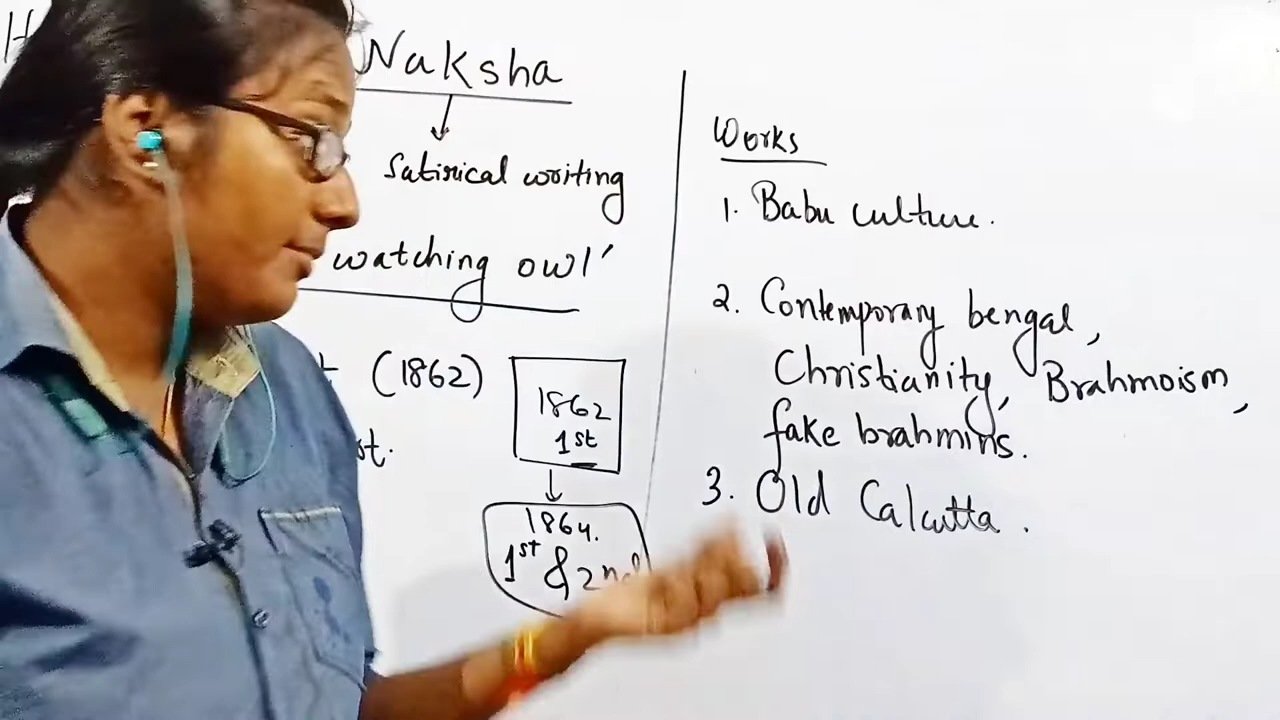 H
Naksha
Satirical writing
watching owl'
(1862)
st.
1862
1st
1864.
1st & 2nd
Works
1. Babu culture.
2. Contemporary bengal,
Christianity, Brahmoism,
fake brahmins.
3. Old Calcutta.